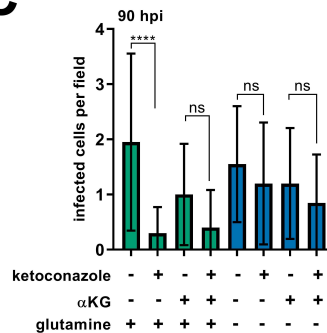 90 hpi
infected cells per field
4
3
2
1
0
****
ns
ns
ns
ketoconazole - + - + - + - +
αKG - - + + - - + +
glutamine + + + + - - - -